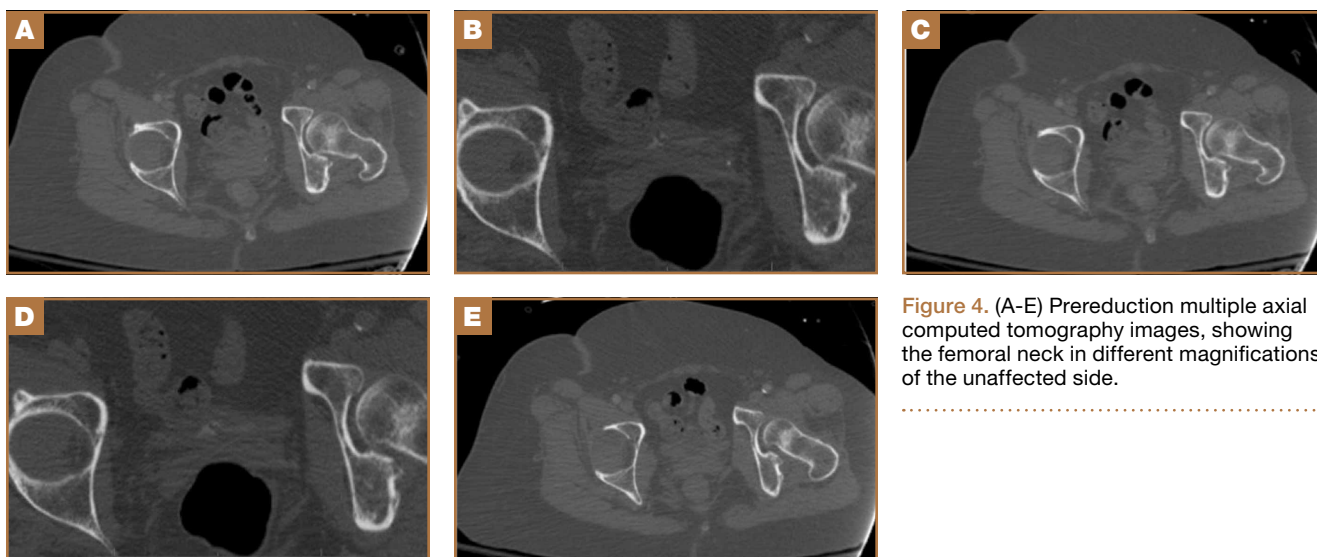 A
B
C
D
E
Figure 4. (A-E) Prereduction multiple axial
computed tomography images, showing
the femoral neck in different magnifications
of the unaffected side.